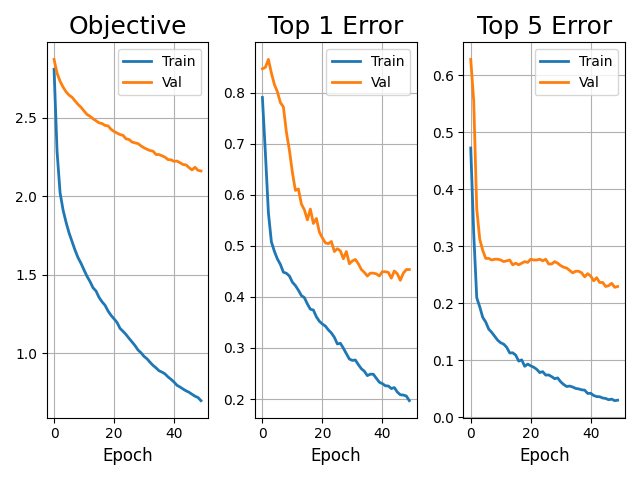 Objective
Train
Val
2.5
2.0
1.5
1.0
0 20 40
Epoch
Top 1 Error
Train
Val
0.8
0.7
0.6
0.5
0.4
0.3
0.2
0 20 40
Epoch
Top 5 Error
Train
Val
0.6
0.5
0.4
0.3
0.2
0.1
0.0
0 20 40
Epoch